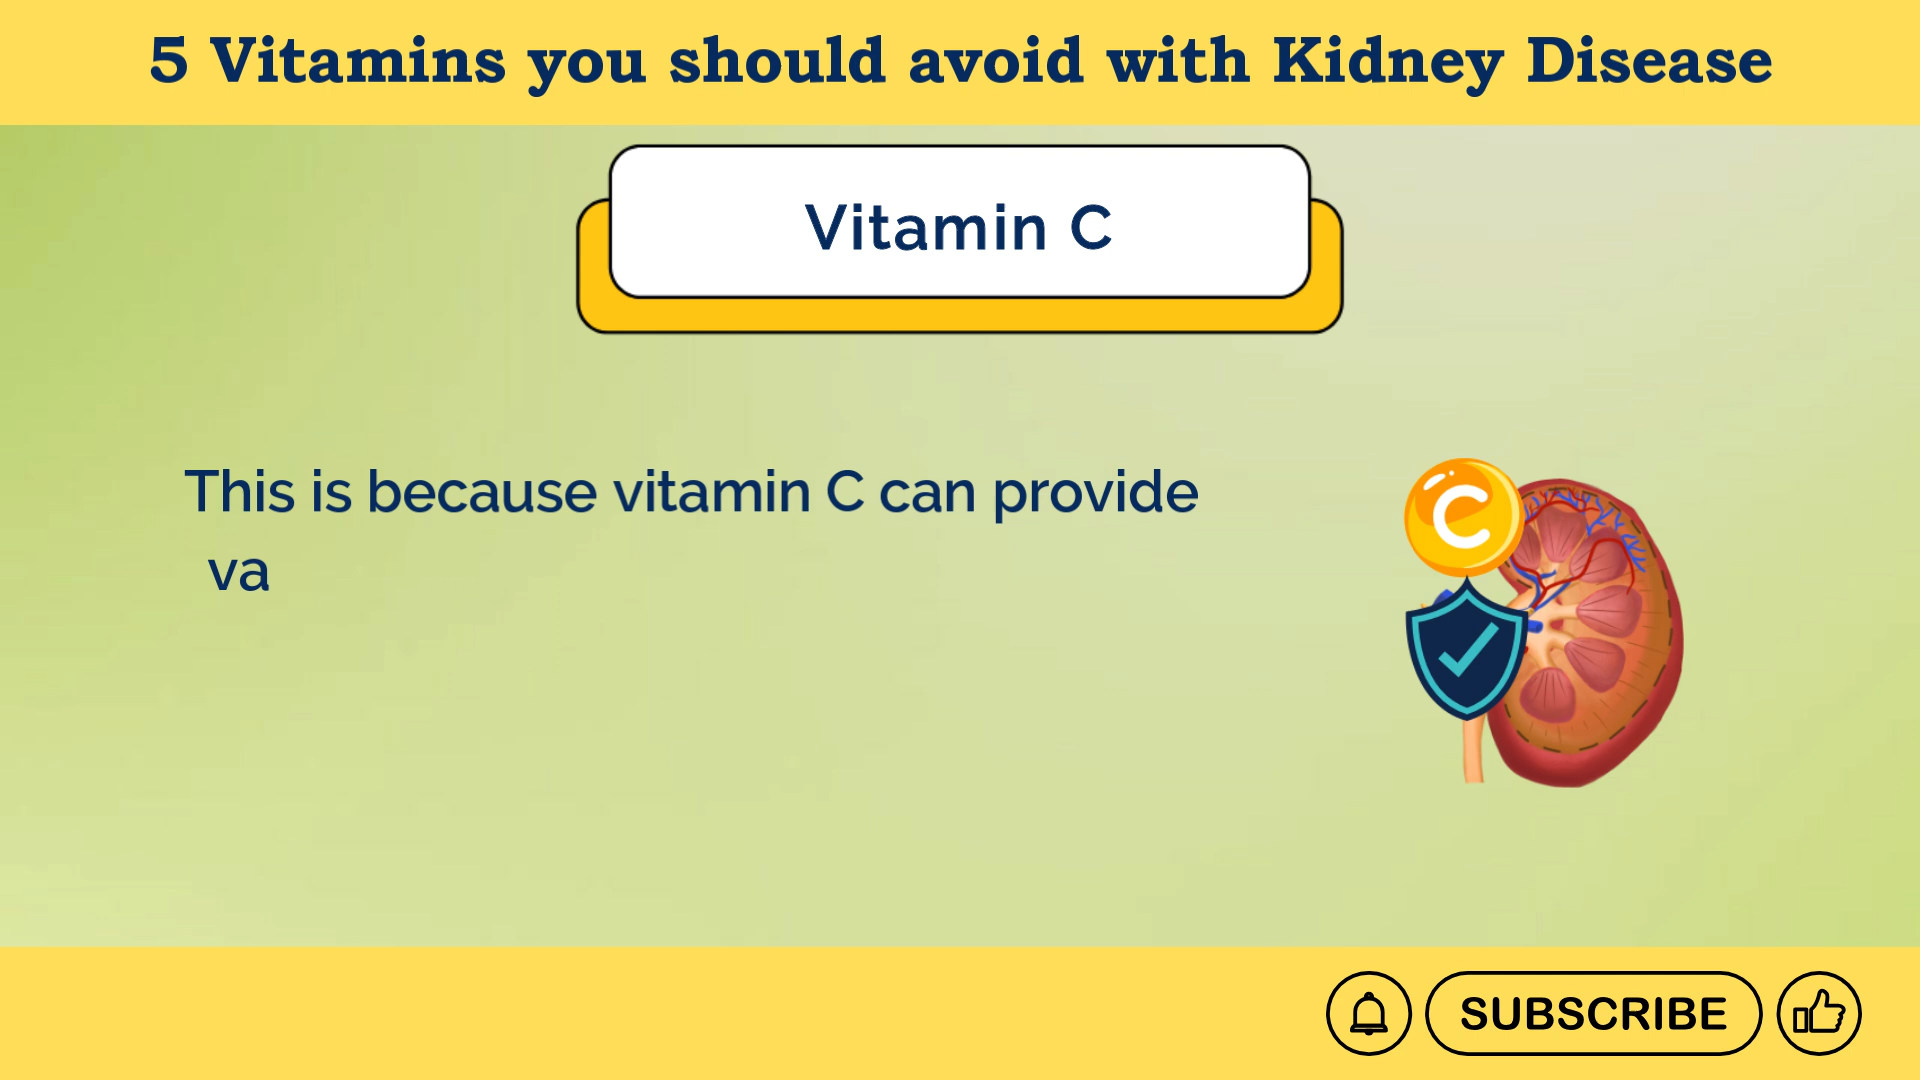 5 Vitamins you should avoid with Kidney Disease
Vitamin C
This is because vitamin C can provide
va
C
SUBSCRIBE